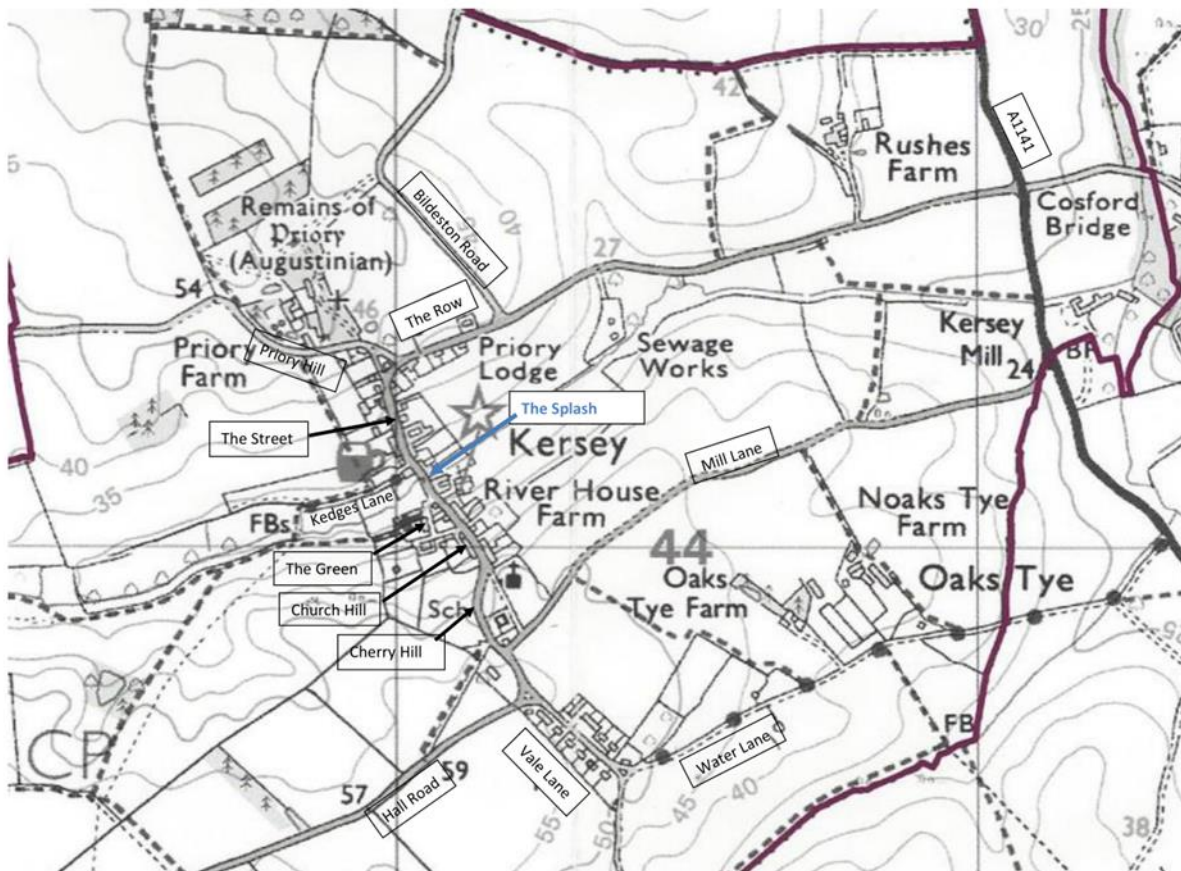 30
25
42
A1141
Rushes
Farm
Cosford
Bridge
Remains of
Priory
(Augustinian)
Bildeston Road
40
27
54
46
The Row
Priory
Farm
Priory Hill
Priory
Lodge
Sewage
Works
Kersey
Mill
24
The Splash
The Street
Kersey
40
35
Mill Lane
Kedges Lane
FBs
River House
Farm
Noaks Tye
Farm
44
The Green
Oaks
Tye Farm
Oaks Tye
Church Hill
Sch
Cherry Hill
FB
CP
Water Lane
Vale Lane
59
57
Hall Road
45
40
55
50
38